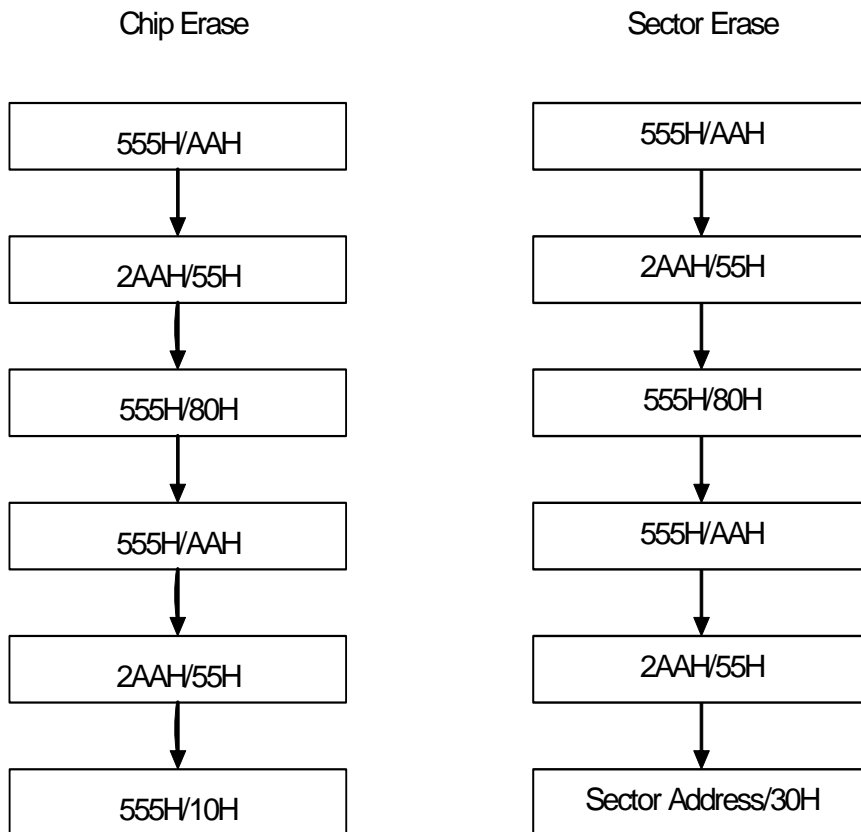 Chip Erase
555H/AAH
2AAH/55H
555H/80H
555H/AAH
2AAH/55H
555H/10H
Sector Erase
555H/AAH
2AAH/55H
555H/80H
555H/AAH
2AAH/55H
Sector Address/30H